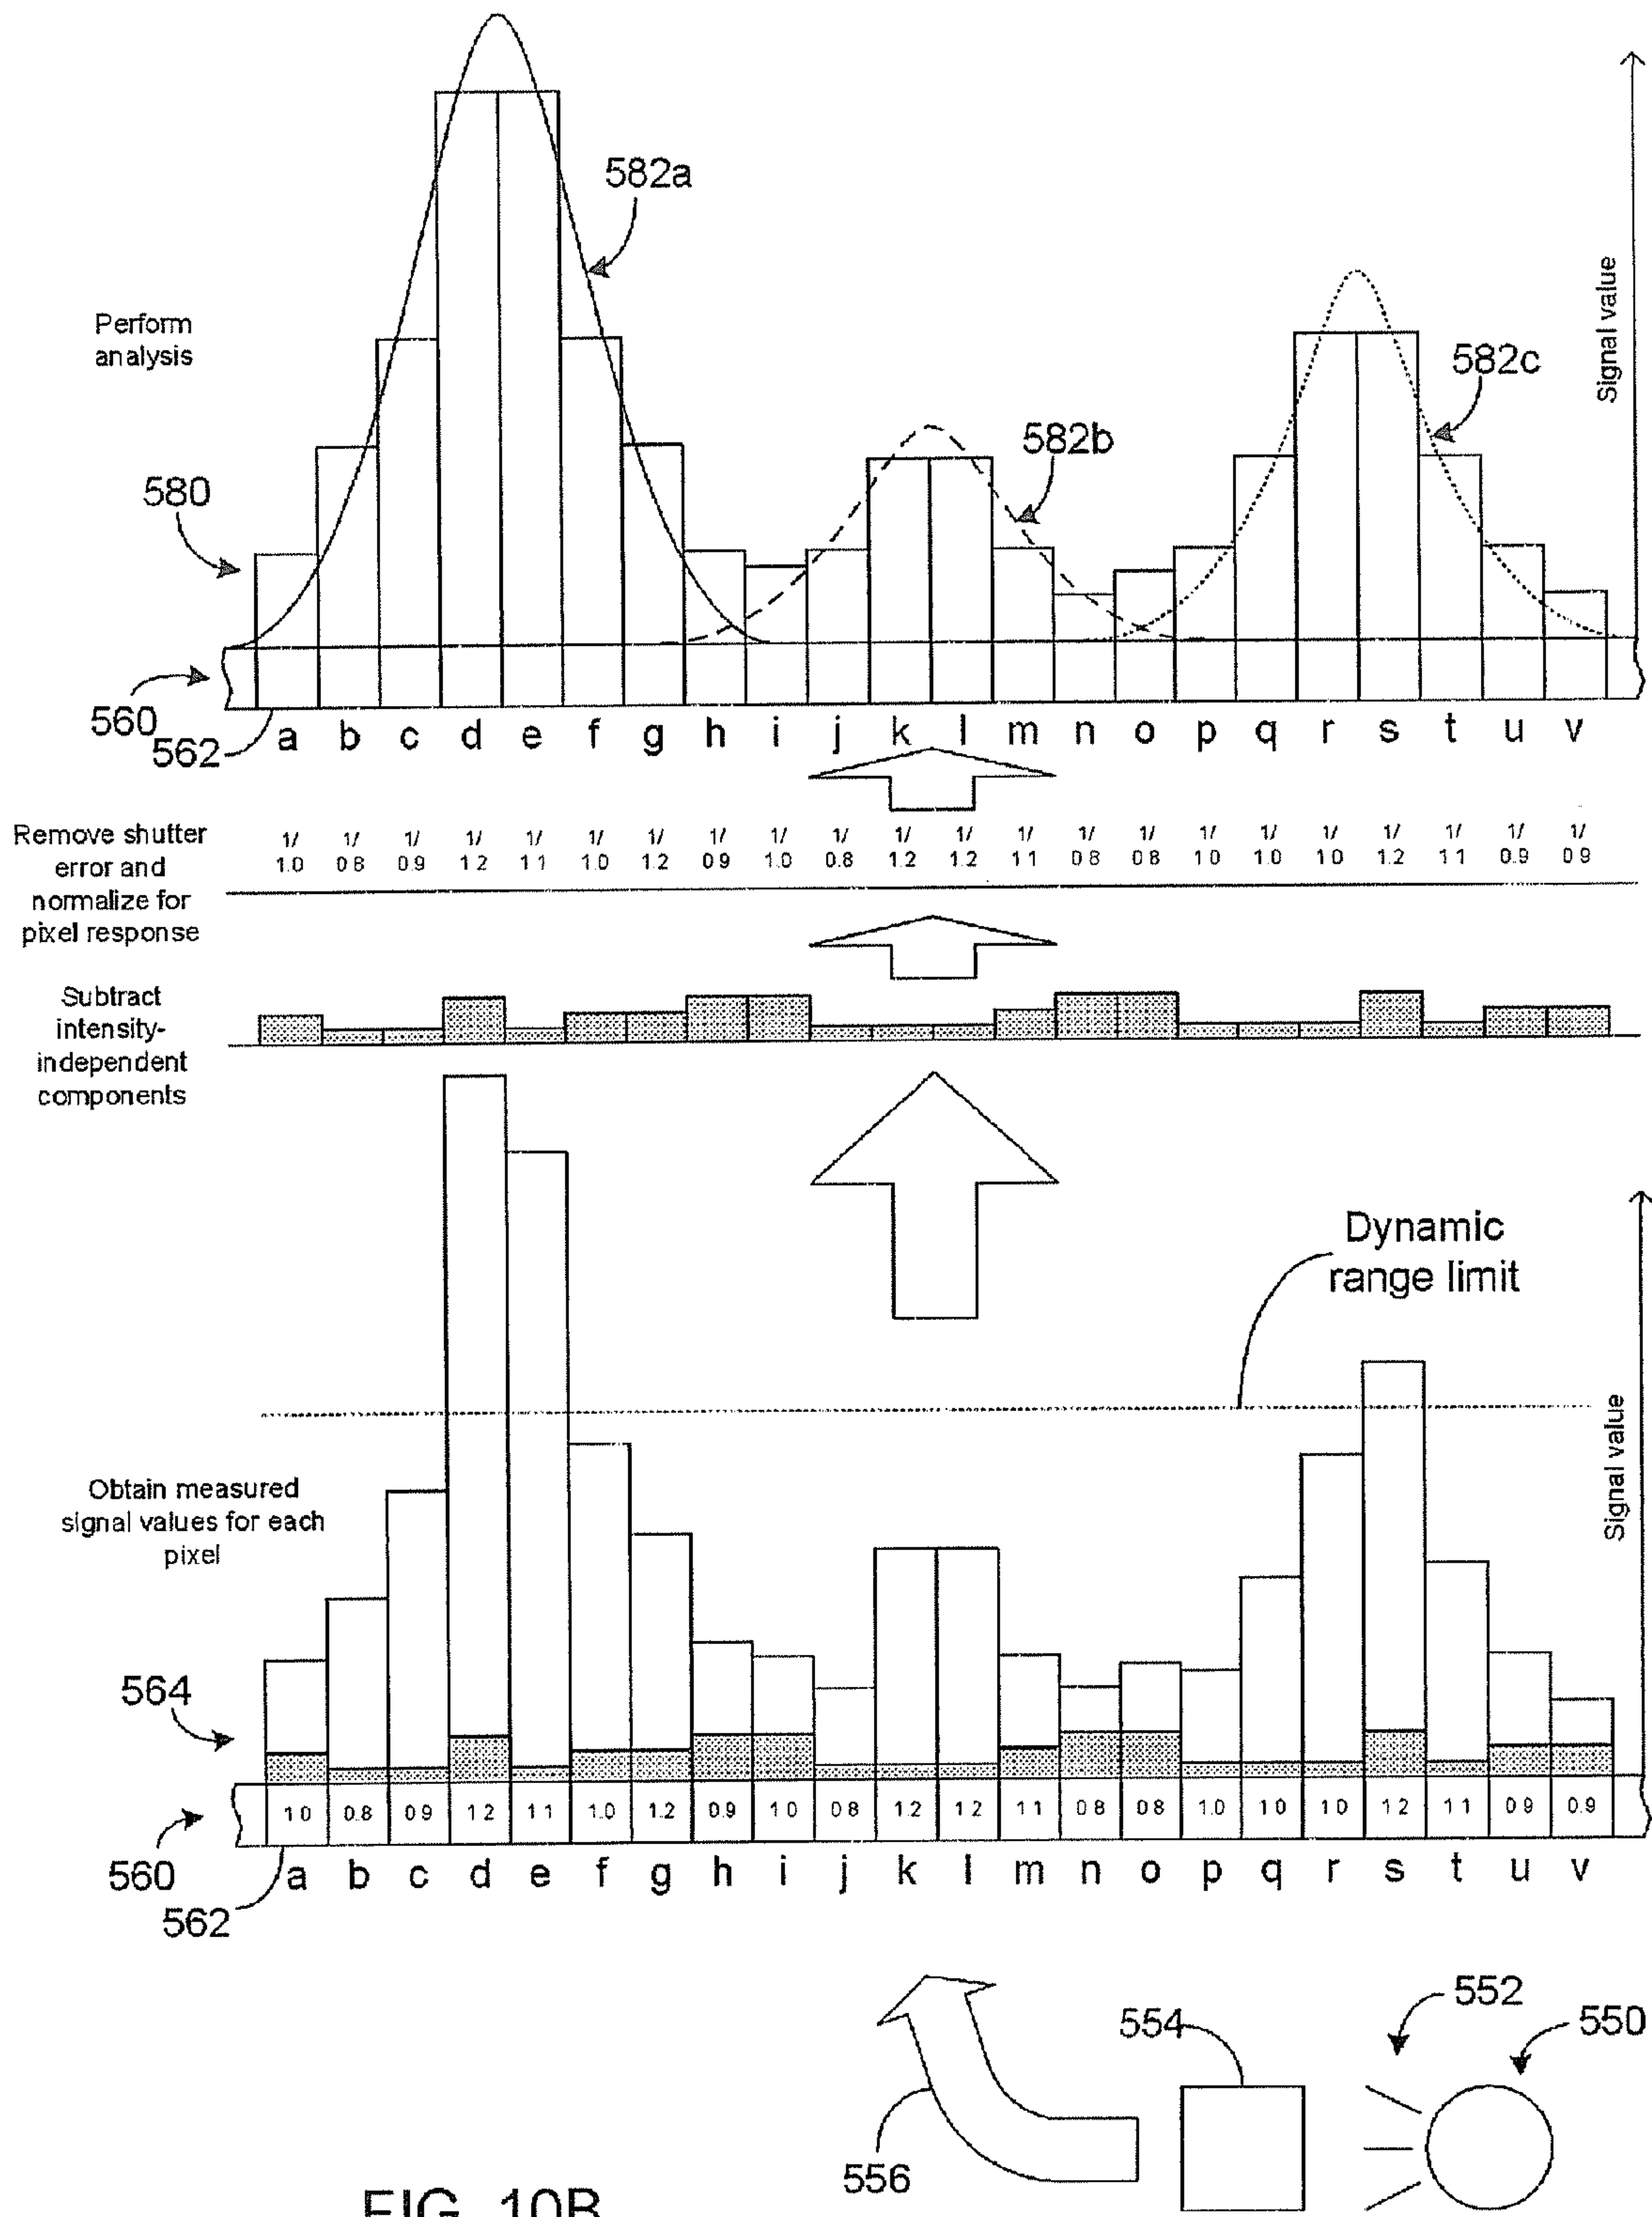 582a
Perform
analysis
Signal value
582c
582b
580
560
562
a b c d e f g h i j k l m n o p q r s t u v
Remove shutter
error and
normalize for
pixel response
1/ 1/ 1/ 1/ 1/ 1/ 1/ 1/ 1/ 1/ 1/ 1/ 1/ 1/ 1/ 1/ 1/ 1/ 1/ 1/ 1/ 1/
1.0 0 8 0.9 1 2 1 1 1.0 1.2 0 9 1.0 0.8 1.2 1.2 1 1 0 8 0 8 1 0 1.0 1 0 1.2 1 1 0.9 0 9
Subtract
intensity-
independent
components
Dynamic
range limit
Signal value
Obtain measured
signal values for each
pixel
564
1 0 0.8 0 9 1 2 1 1 1.0 1.2 0.9 1 0 0 8 1.2 1 2 1 1 0 8 0 8 1.0 1 0 1 0 1 2 1 1 0 9 0.9
560
a b c d e f g h i j k l m n o p q r s t u v
562
552
554
550
556
FIG. 10B